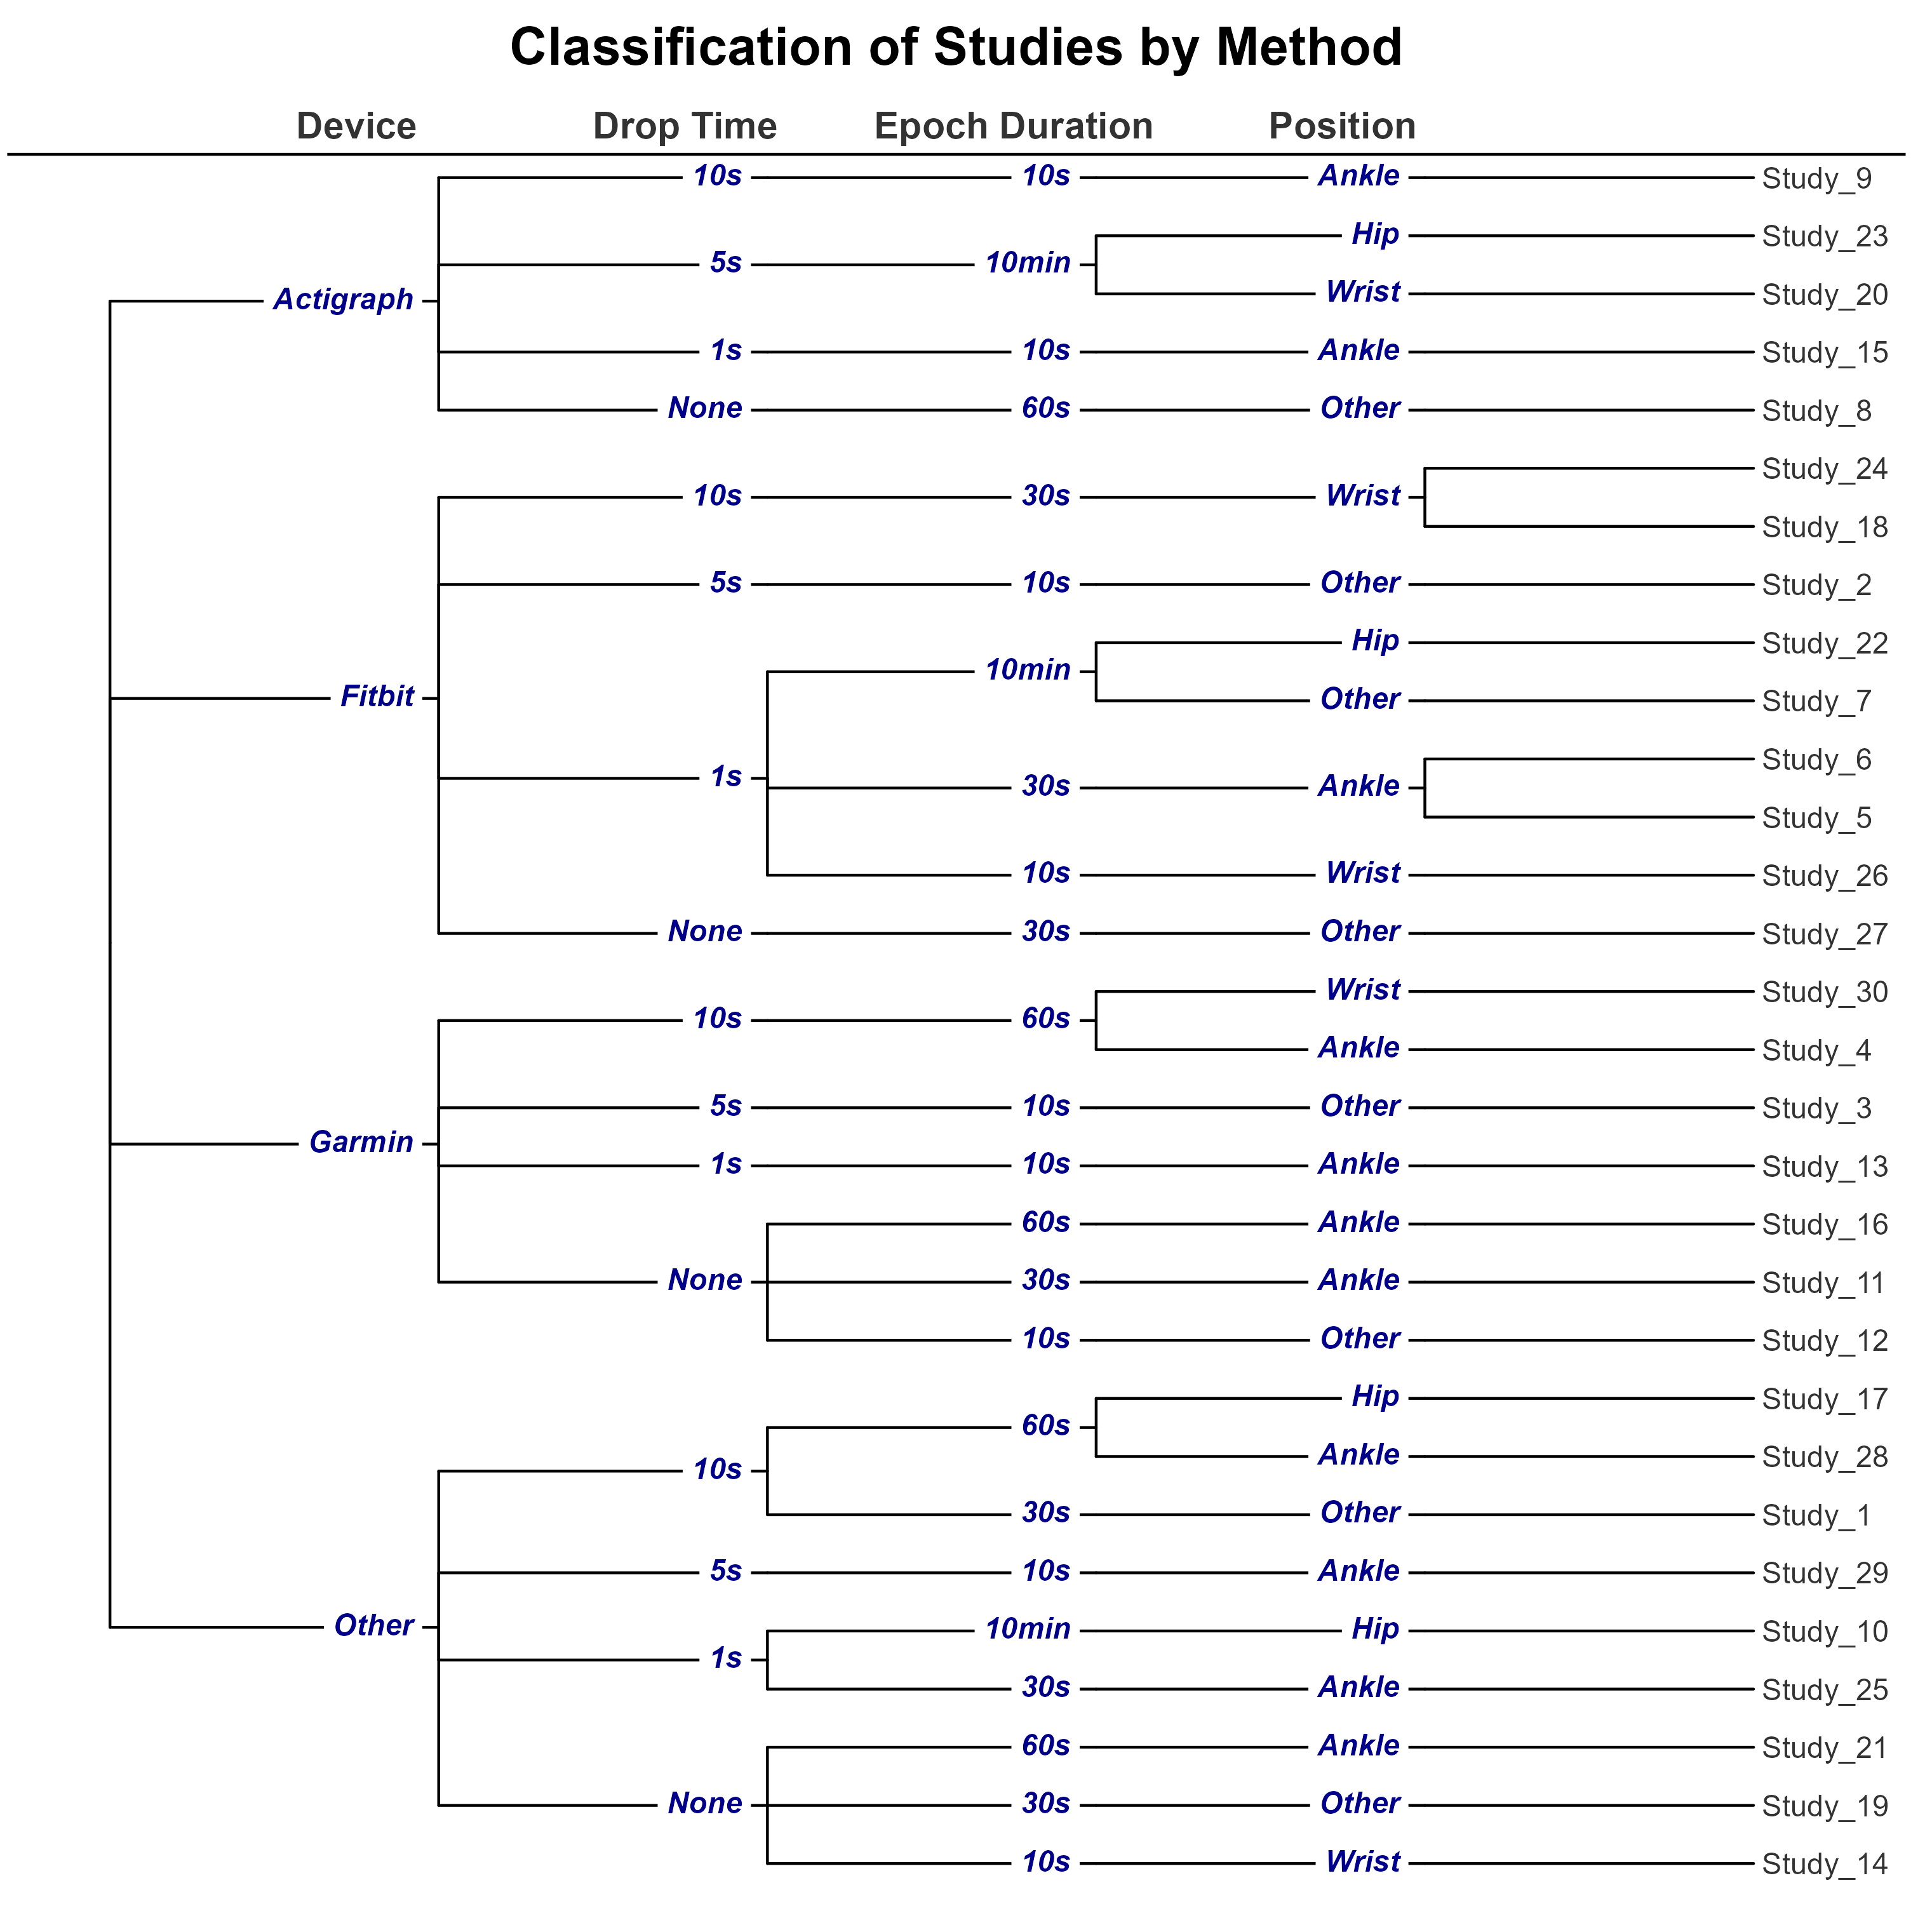 Classification of Studies by Method
Device Drop Time Epoch Duration Position
10s 10s Ankle Study_9
Hip Study_23
5s 10min
Wrist Study_20
Actigraph
1s 10s Ankle Study_15
None 60s Other Study_8
Study_24
10s 30s Wrist
Study_18
5s 10s Other Study_2
Hip Study_22
10min
Fitbit
Other Study_7
Study_6
1s
30s Ankle
Study_5
10s Wrist Study_26
None 30s Other Study_27
Wrist Study_30
10s 60s
Ankle Study_4
5s 10s Other Study_3
Garmin
1s 10s Ankle Study_13
60s Ankle Study_16
None 30s Ankle Study_11
10s Other Study_12
Hip Study_17
60s
Ankle Study_28
10s
30s Other Study_1
5s 10s Ankle Study_29
Other
10min Hip Study_10
1s
30s Ankle Study_25
60s Ankle Study_21
None 30s Other Study_19
10s Wrist Study_14